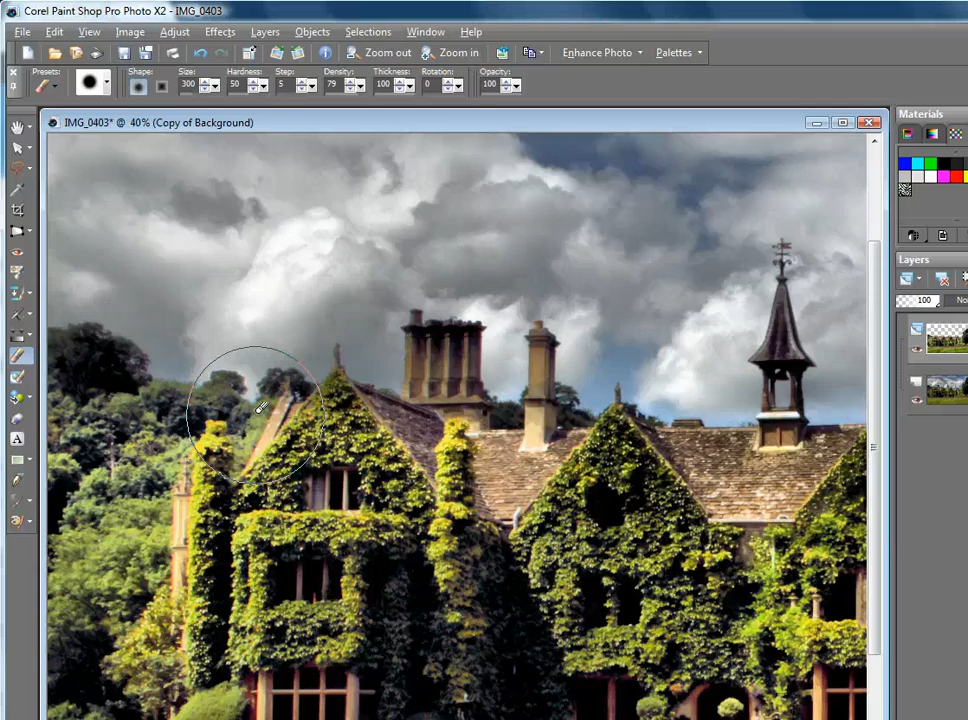 Corel Paint Shop Pro Photo X2 - IMG_0403
File Edit View Image Adjust Effects Layers Objects Selections Window Help
Zoom out Zoom in Enhance Photo Palettes
Presets: Shape: Size: Hardness: Step: Density: Thickness: Rotation: Opacity:
300 50 5 79 100 0 100
IMG_0403* @ 40% (Copy of Background)
Materials
Layers
100 No
A